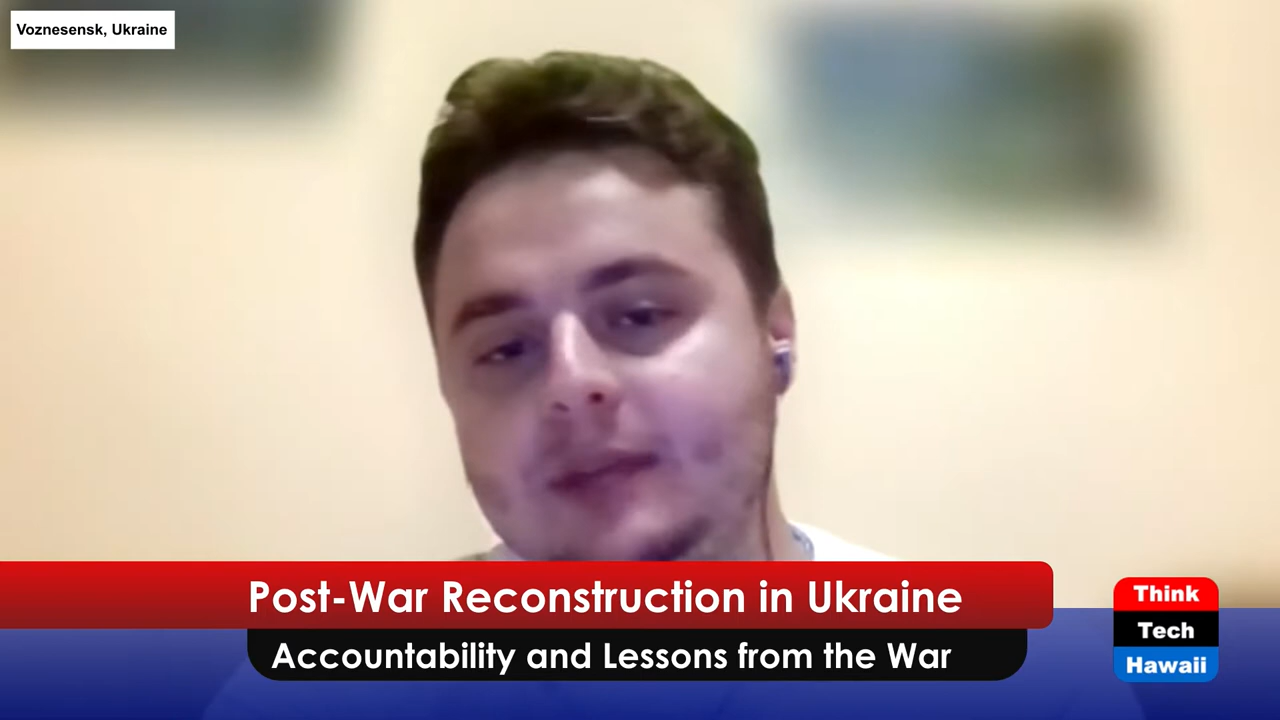 Voznesensk, Ukraine
Post-War Reconstruction in Ukraine
Accountability and Lessons from the War
Think
Tech
Hawaii